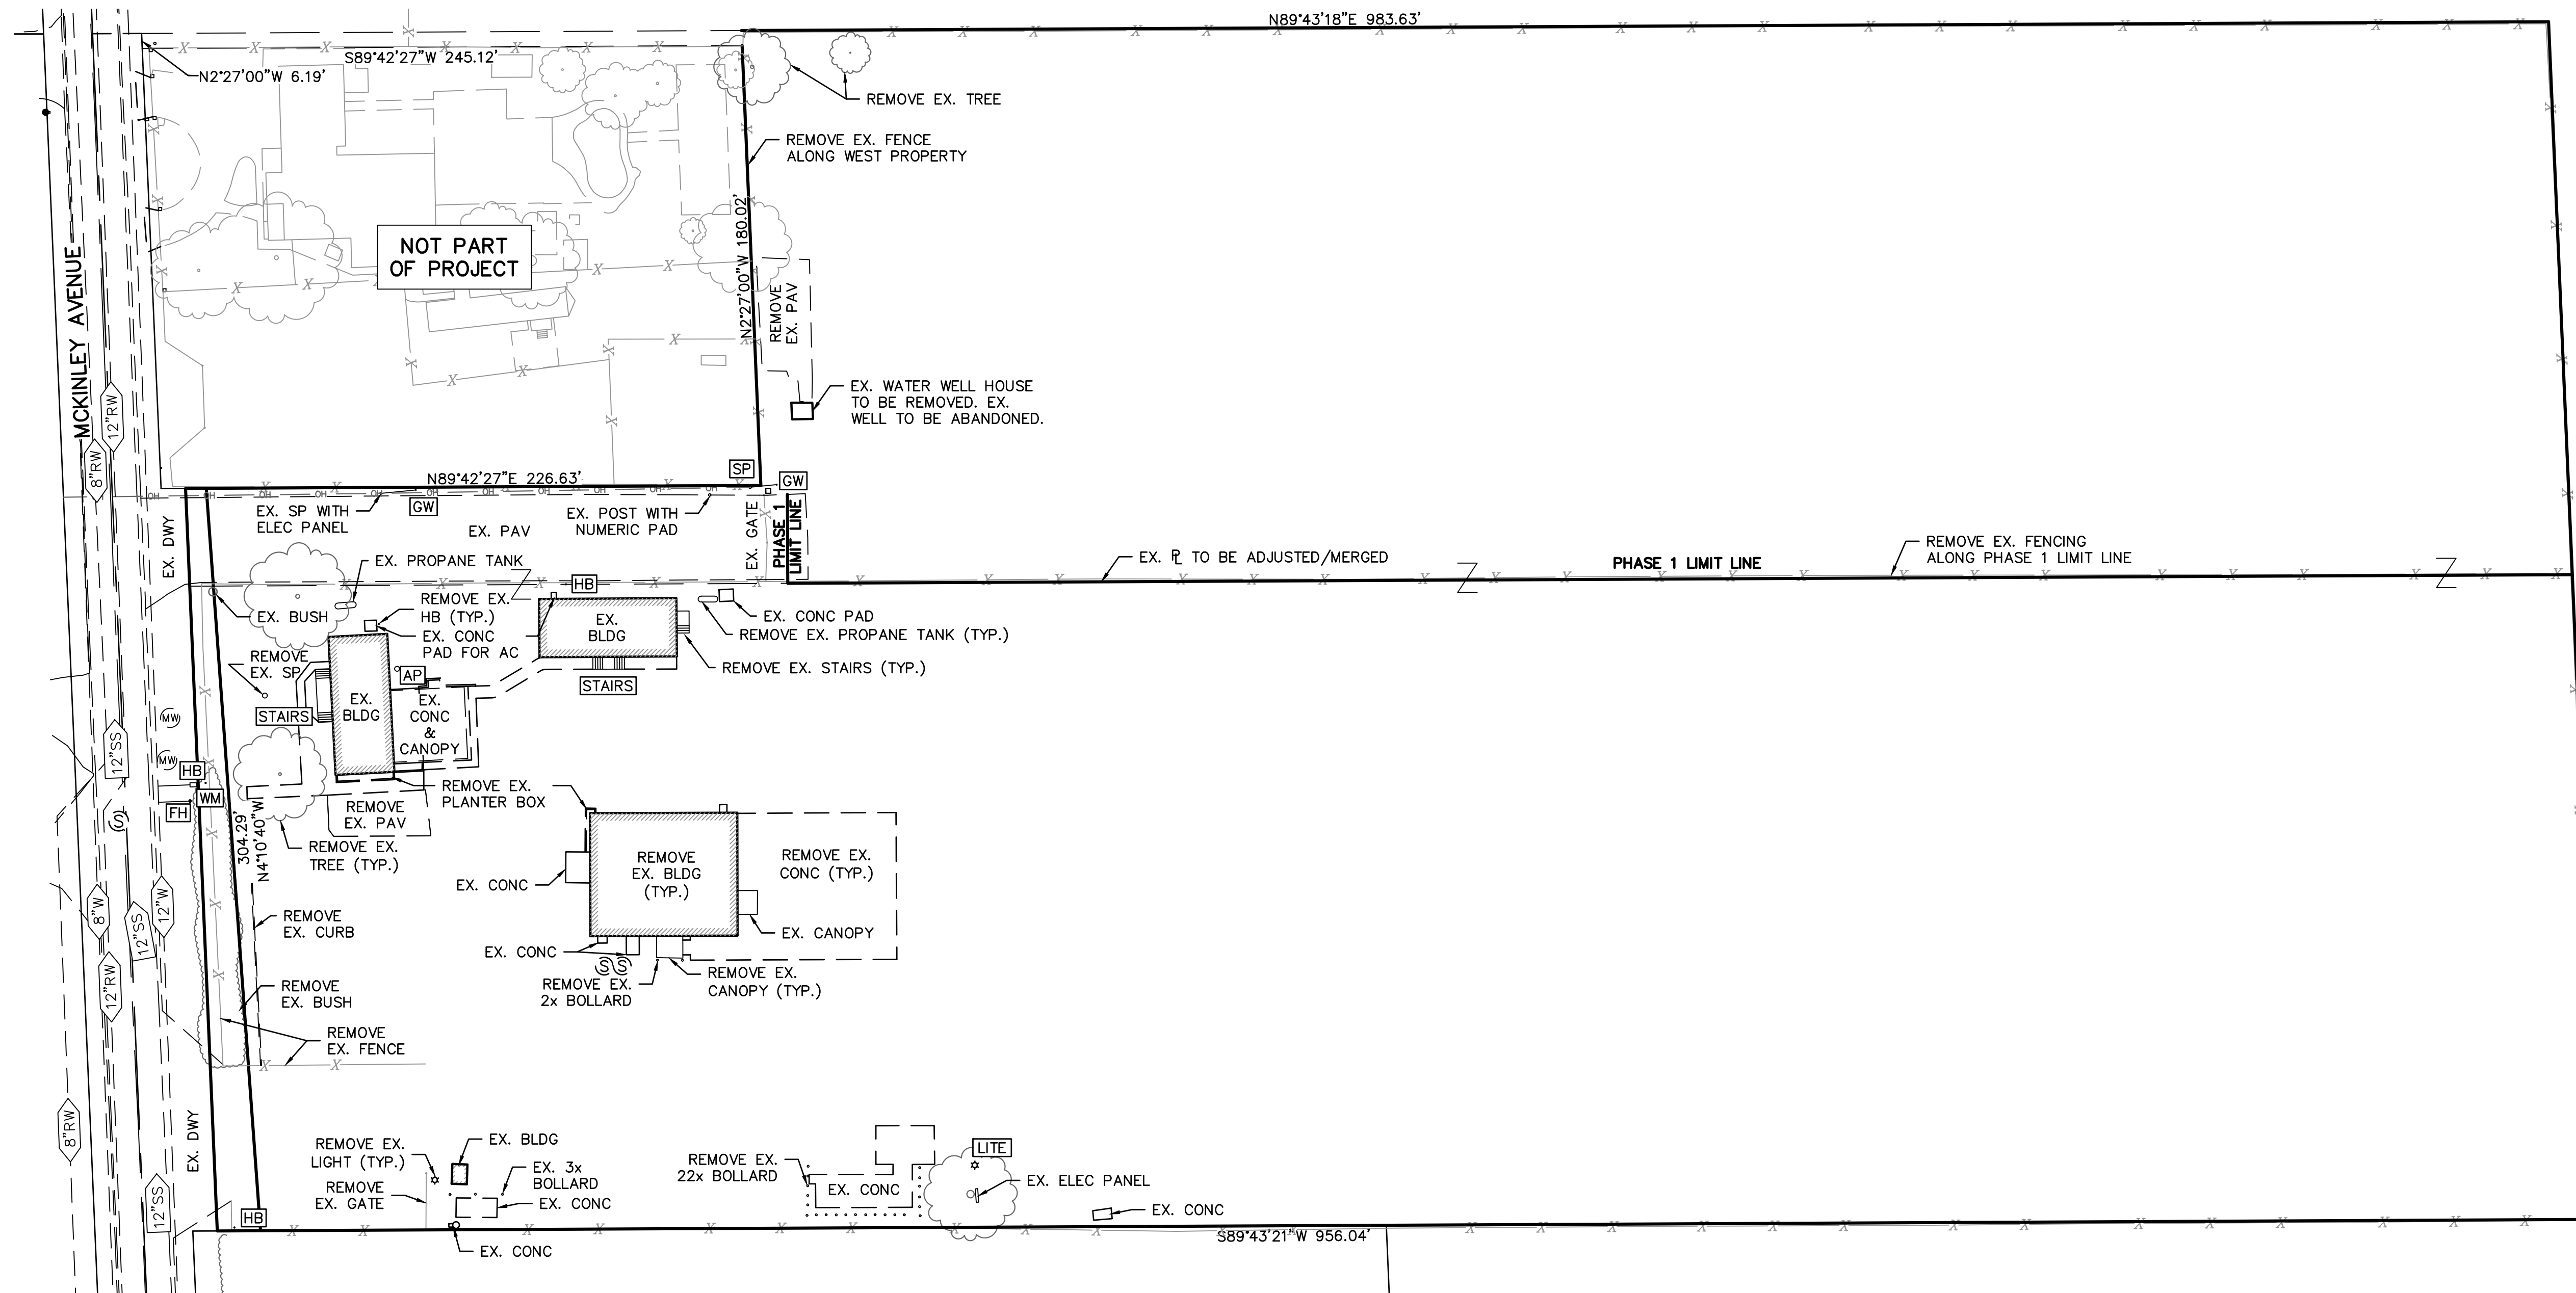 N89°43'18"E 983.63'
S89°42'27"W 245.12'
N2°27'00"W 6.19'
REMOVE EX. TREE
REMOVE EX. FENCE
ALONG WEST PROPERTY
NOT PART
OF PROJECT
N2°27'00"W 180.02'
REMOVE
EX. PAV
MCKINLEY AVENUE
12"RW
8"RW
EX. WATER WELL HOUSE
TO BE REMOVED. EX.
WELL TO BE ABANDONED.
SP
GW
N89°42'27"E 226.63'
OH OH OH OH OH OH OH OH OH OH OH
EX. SP WITH
ELEC PANEL
GW
EX. PAV
EX. POST WITH
NUMERIC PAD
EX. GATE
PHASE 1
LIMIT LINE
EX. DWY
EX. PROPANE TANK
HB
EX. PL TO BE ADJUSTED/MERGED
PHASE 1 LIMIT LINE
REMOVE EX. FENCING
ALONG PHASE 1 LIMIT LINE
EX. BUSH
REMOVE EX.
HB (TYP.)
EX. CONC
PAD FOR AC
EX.
BLDG
EX. CONC PAD
REMOVE EX. PROPANE TANK (TYP.)
REMOVE EX. STAIRS (TYP.)
STAIRS
REMOVE
EX. SP
AP
STAIRS
EX.
BLDG
EX.
CONC
&
CANOPY
MW
MW
12"SS
HB
WM
FH
S
REMOVE EX.
PLANTER BOX
REMOVE
EX. PAV
304.29'
N4°10'40"W
REMOVE EX.
TREE (TYP.)
REMOVE
EX. BLDG
(TYP.)
REMOVE EX.
CONC (TYP.)
EX. CONC
EX. CANOPY
EX. CONC
SS
REMOVE EX.
2x BOLLARD
REMOVE EX.
CANOPY (TYP.)
8"W
12"SS
12"W
12"RW
REMOVE
EX. CURB
REMOVE
EX. BUSH
REMOVE
EX. FENCE
8"RW
EX. DWY
12"SS
REMOVE EX.
LIGHT (TYP.)
EX. BLDG
REMOVE
EX. GATE
EX. 3x
BOLLARD
EX. CONC
HB
EX. CONC
REMOVE EX.
22x BOLLARD
EX. CONC
LITE
EX. ELEC PANEL
EX. CONC
S89°43'21"W 956.04'